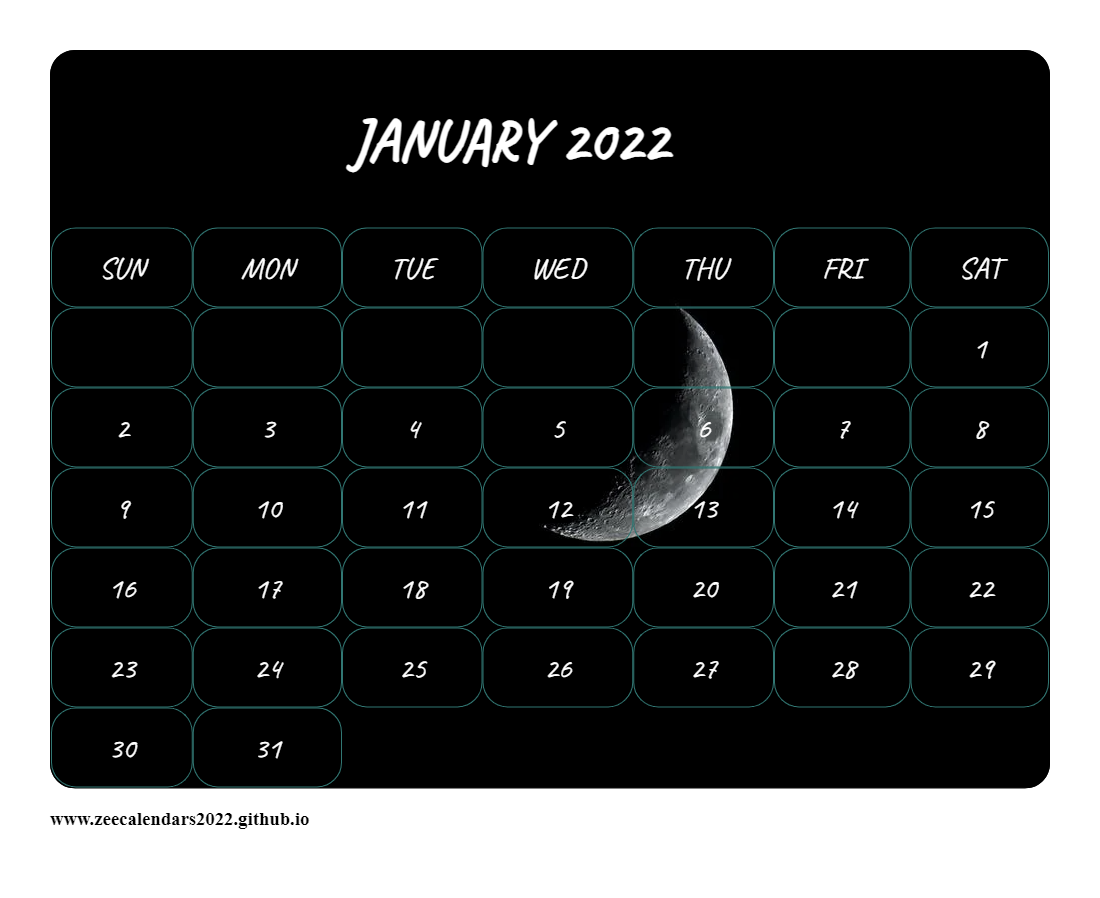 JANUARY 2022
SUN MON TUE WED THU FRI SAT
1
2 3 4 5 6 7 8
9 10 11 12 13 14 15
16 17 18 19 20 21 22
23 24 25 26 27 28 29
30 31
www.zeecalendars2022.github.io